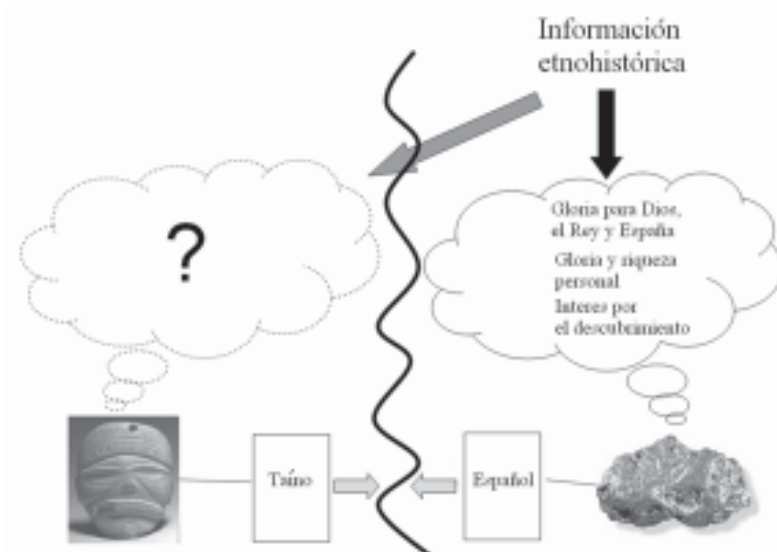 Información
etnohistórica
?
Gloria para Dios,
el Rey y España
Gloria y riqueza
personal
Interes por
el descubrimiento
Taíno
Español